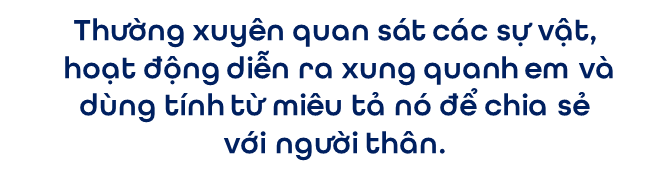 Thường xuyên quan sát các sự vật,
hoạt động diễn ra xung quanh em và
dùng tính từ miêu tả nó để chia sẻ
với người thân.